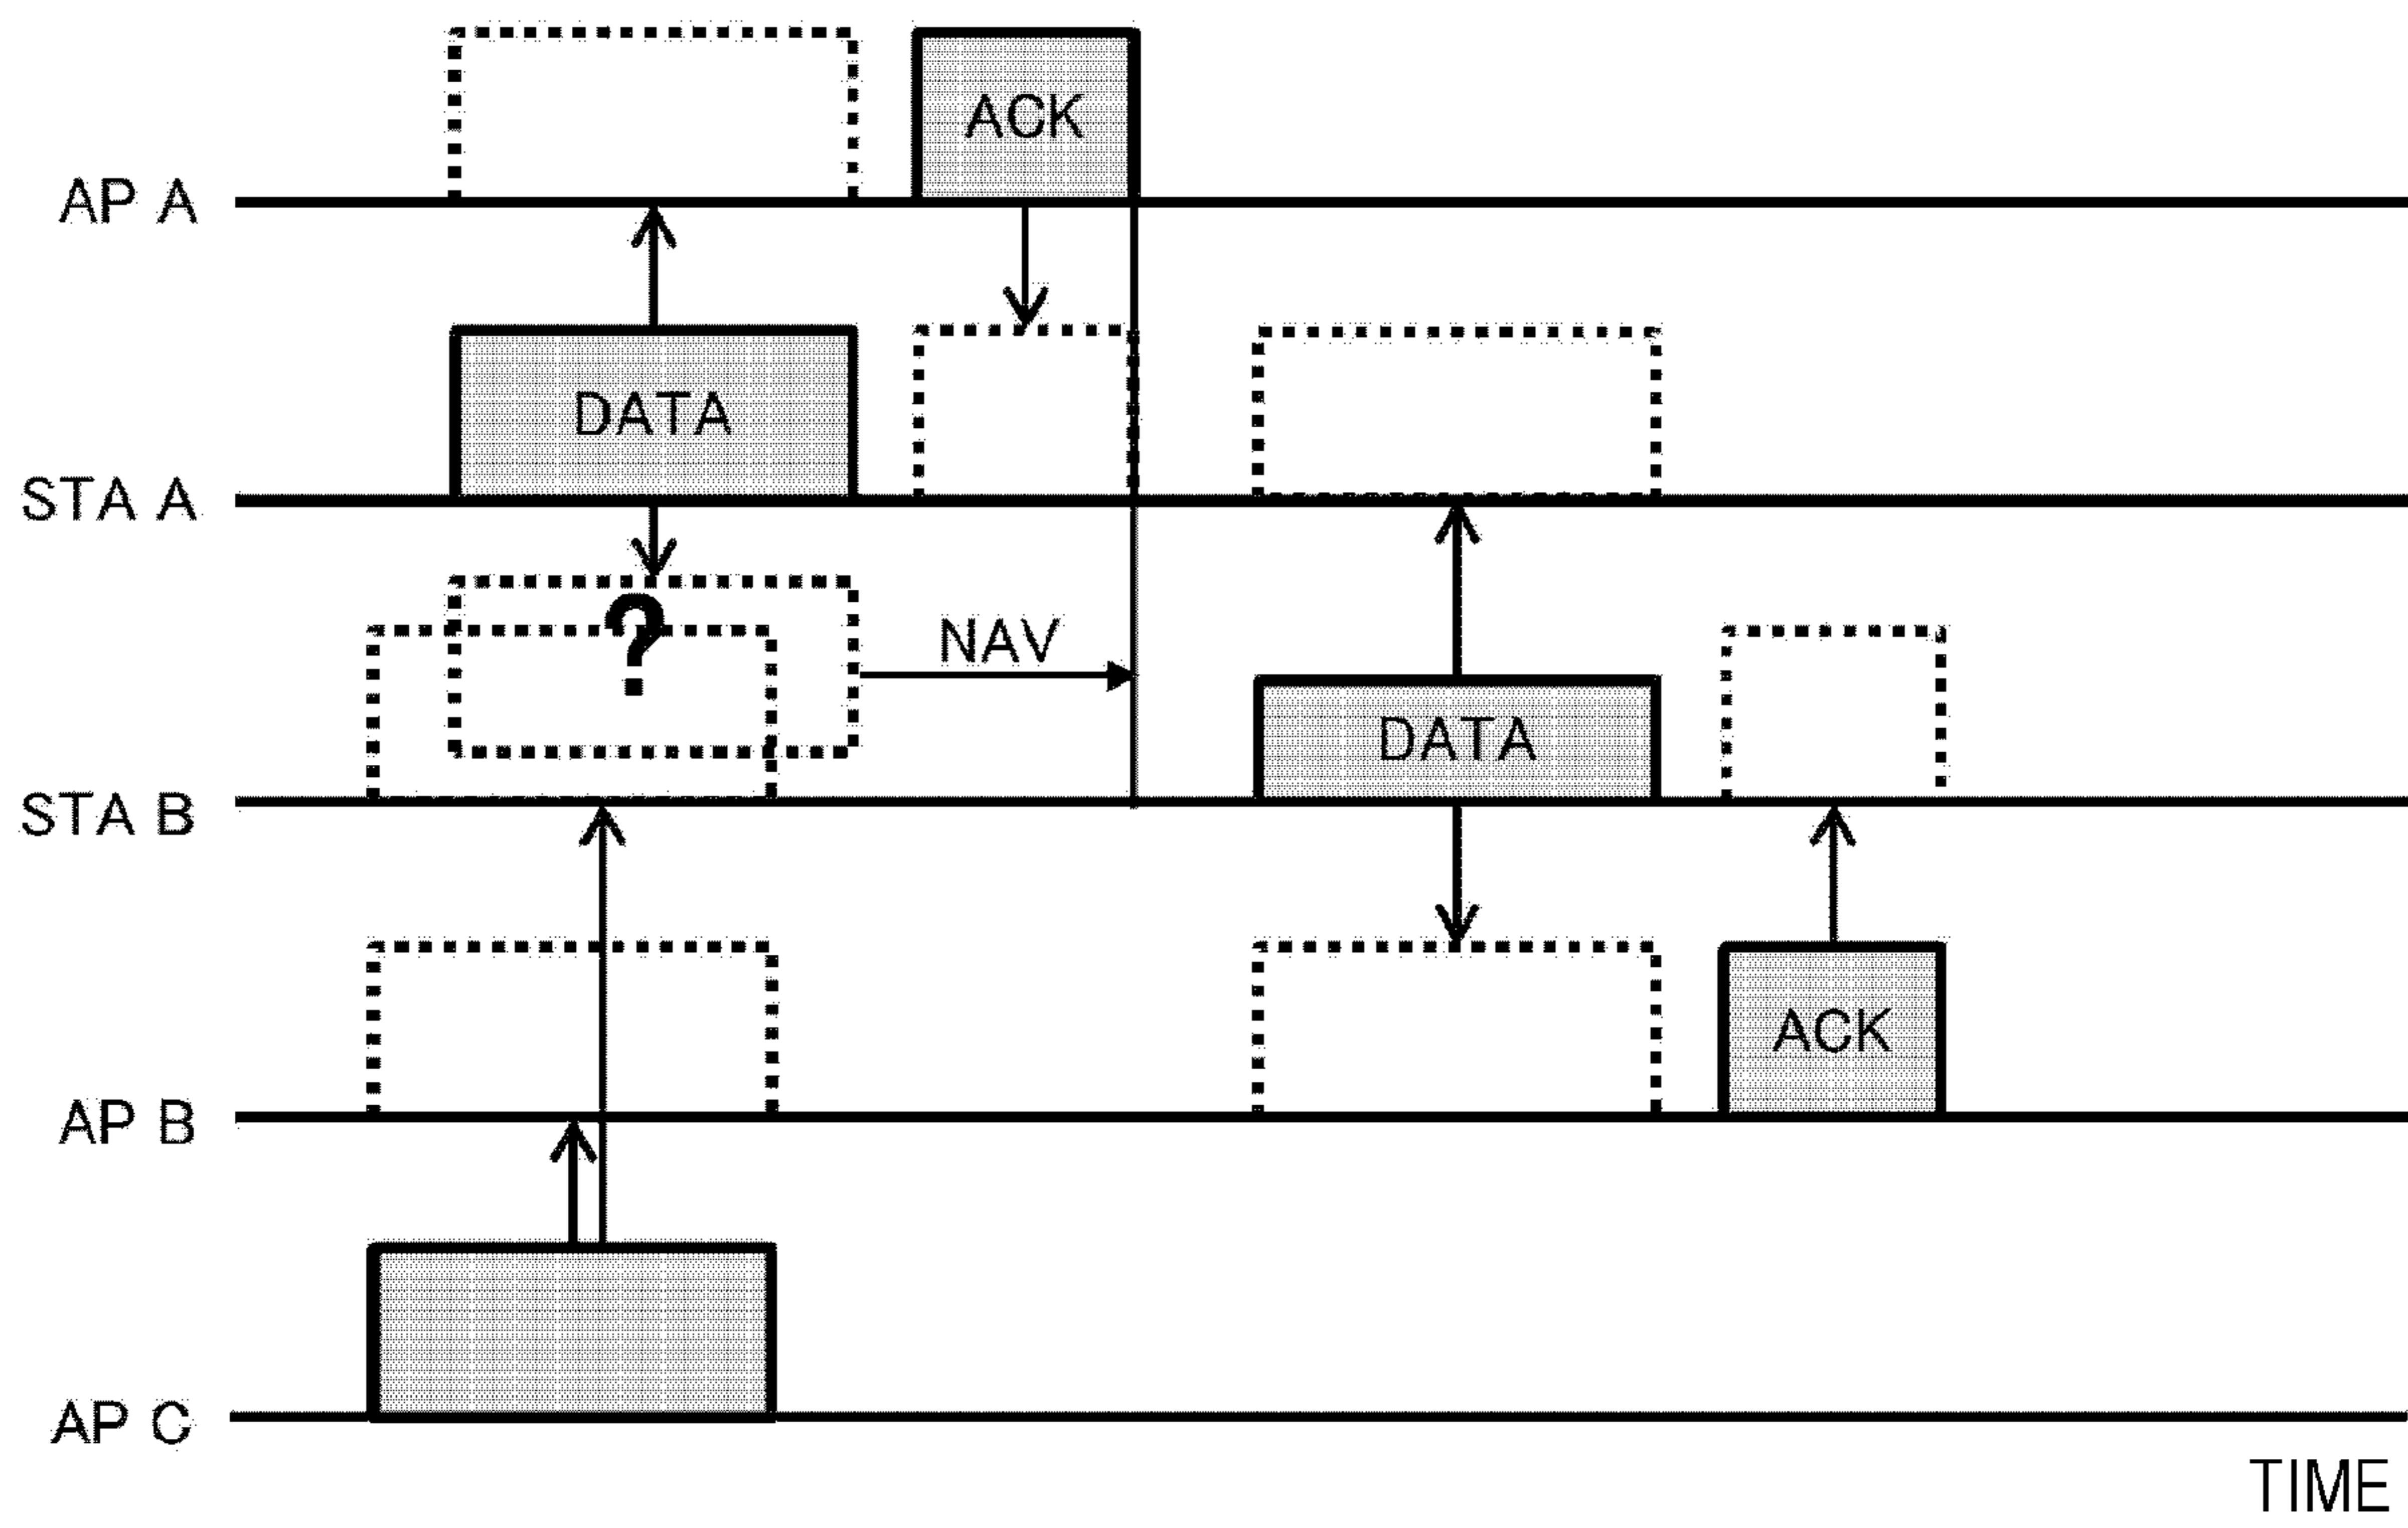 ACK
AP A
DATA
STA A
?
NAV
DATA
STA B
ACK
AP B
AP C
TIME